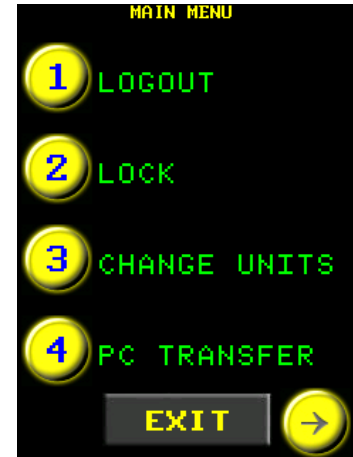 MAIN MENU
1 LOGOUT
2 LOCK
3 CHANGE UNITS
4 PC TRANSFER
EXIT